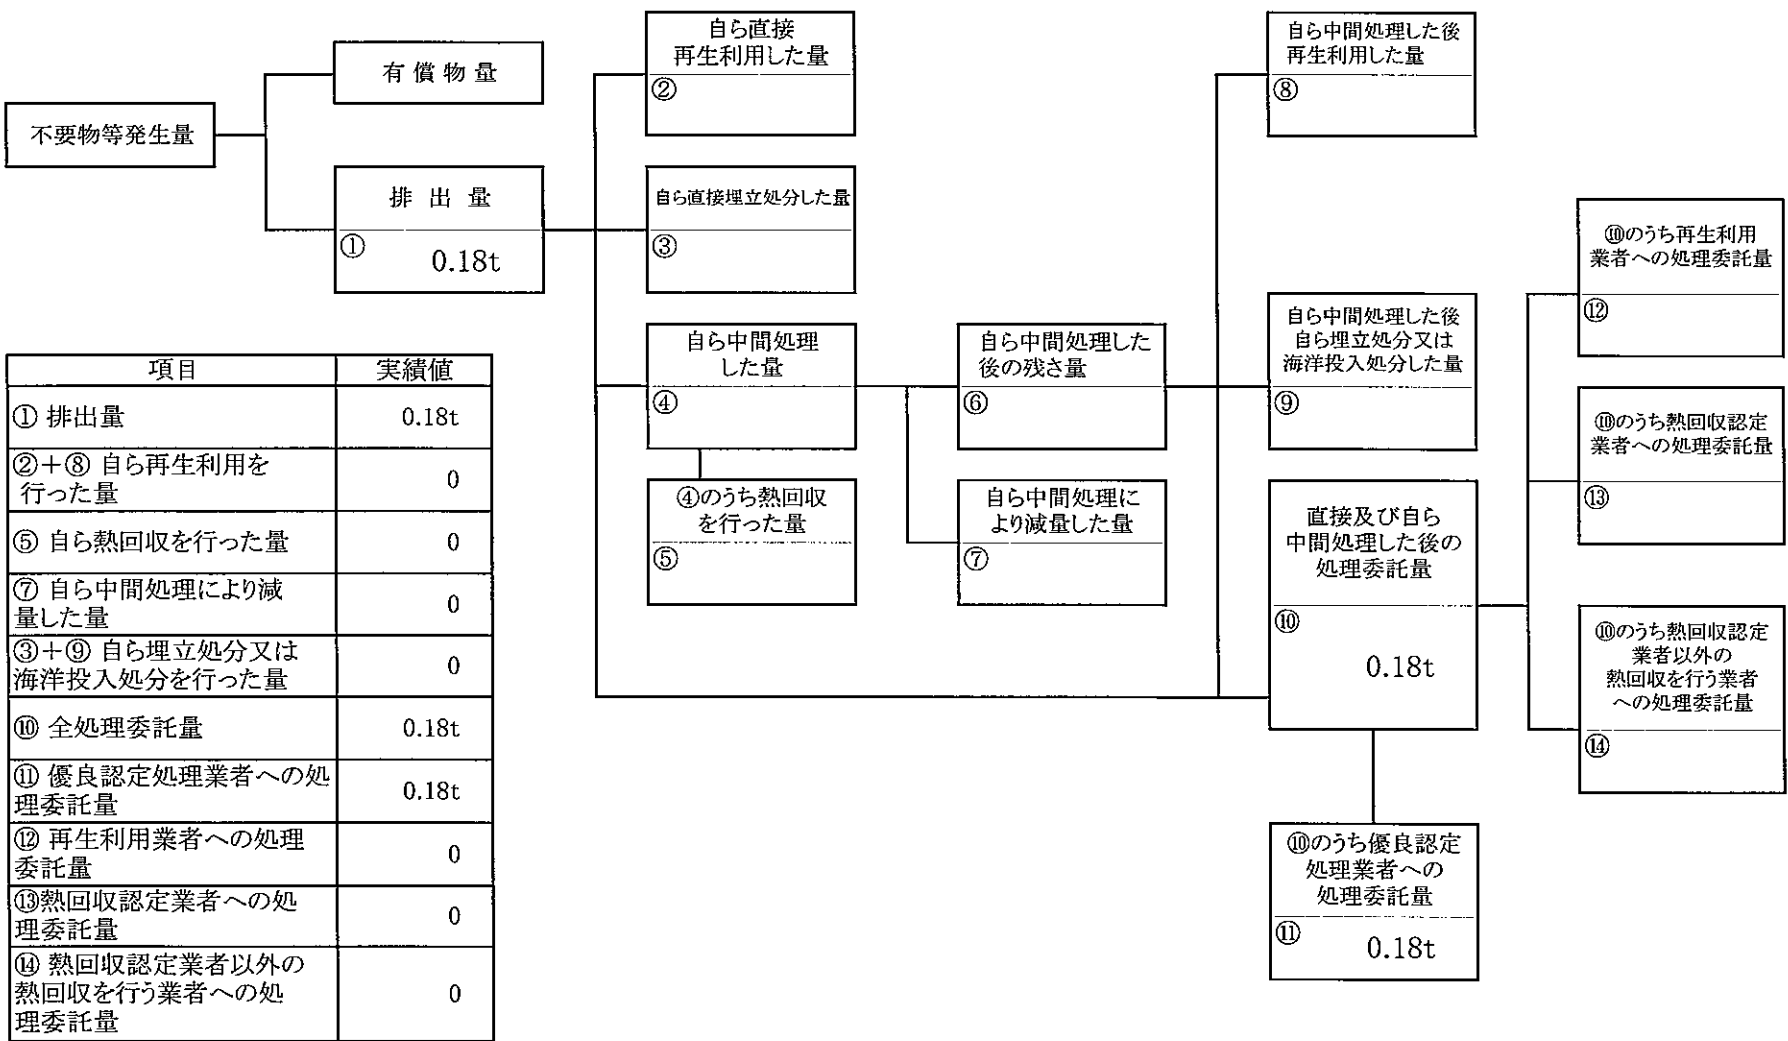 不要物等発生量
有償物量
排出量
①
0.18t
自ら直接
再生利用した量
②
自ら直接埋立処分した量
③
自ら中間処理
した量
④
④のうち熱回収
を行った量
⑤
自ら中間処理した
後の残さ量
⑥
自ら中間処理に
より減量した量
⑦
自ら中間処理した後
再生利用した量
⑧
自ら中間処理した後
自ら埋立処分又は
海洋投入処分した量
⑨
直接及び自ら
中間処理した後の
処理委託量
⑩
0.18t
⑩のうち優良認定
処理業者への
処理委託量
⑪
0.18t
⑩のうち再生利用
業者への処理委託量
⑫
⑩のうち熱回収認定
業者への処理委託量
⑬
⑩のうち熱回収認定
業者以外の
熱回収を行う業者
への処理委託量
⑭
項目 実績値
① 排出量 0.18t
②+⑧ 自ら再生利用を
行った量 0
⑤ 自ら熱回収を行った量 0
⑦ 自ら中間処理により減
量した量 0
③+⑨ 自ら埋立処分又は
海洋投入処分を行った量 0
⑩ 全処理委託量 0.18t
⑪ 優良認定処理業者への処
理委託量 0.18t
⑫ 再生利用業者への処理
委託量 0
⑬熱回収認定業者への処
理委託量 0
⑭ 熱回収認定業者以外の
熱回収を行う業者への処
理委託量 0